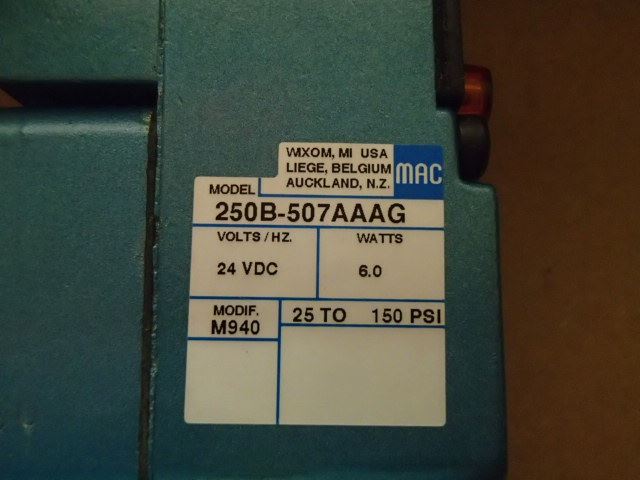 WIXOM, MI USA
LIEGE, BELGIUM
AUCKLAND, N.Z.
MAC
MODEL
250B-507AAAG
VOLTS/HZ.
WATTS
24 VDC
6.0
MODIF.
M940
25 TO 150 PSI